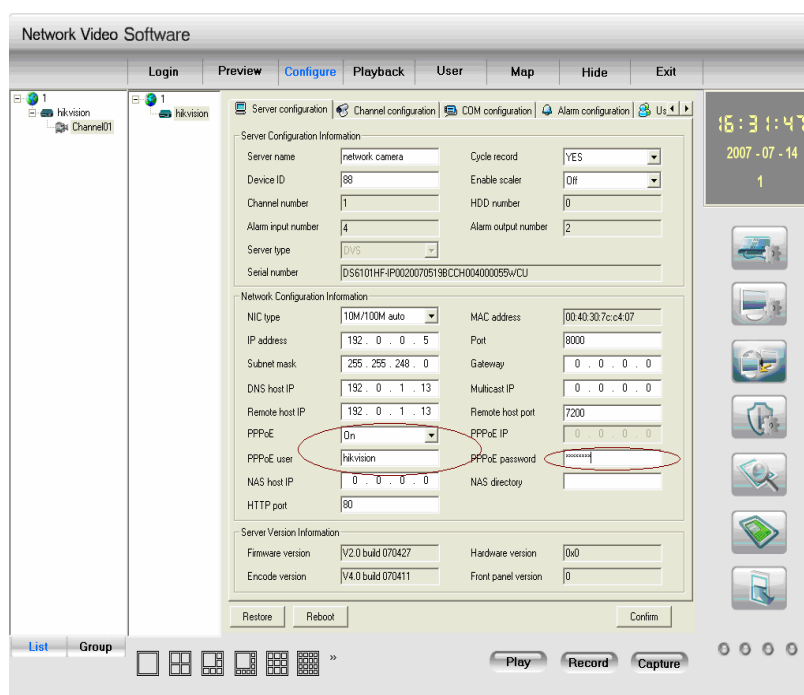 Network Video Software
Login Preview Configure Playback User Map Hide Exit
1
hikvision
Channel01
1
hikvision
Server configuration Channel configuration COM configuration Alarm configuration Us
16:31:47
2007 - 07 - 14
1
Server Configuration Information
Server name network camera Cycle record YES
Device ID 88 Enable scaler Off
Channel number 1 HDD number 0
Alarm input number 4 Alarm output number 2
Server type DVS
Serial number DS6101HF-IP0020070519BCCH004000055WCU
Network Configuration Information
NIC type 10M/100M auto MAC address 00:40:30:7c:c4:07
IP address 192 . 0 . 0 . 5 Port 8000
Subnet mask 255 . 255 . 248 . 0 Gateway 0 . 0 . 0 . 0
DNS host IP 192 . 0 . 1 . 13 Multicast IP 0 . 0 . 0 . 0
Remote host IP 192 . 0 . 1 . 13 Remote host port 7200
PPPoE On PPPoE IP 0 . 0 . 0 . 0
PPPoE user hikvision PPPoE password ********
NAS host IP 0 . 0 . 0 . 0 NAS directory
HTTP port 80
Server Version Information
Firmware version V2.0 build 070427 Hardware version 0x0
Encode version V4.0 build 070411 Front panel version 0
Restore Reboot Confirm
List Group
» Play Record Capture